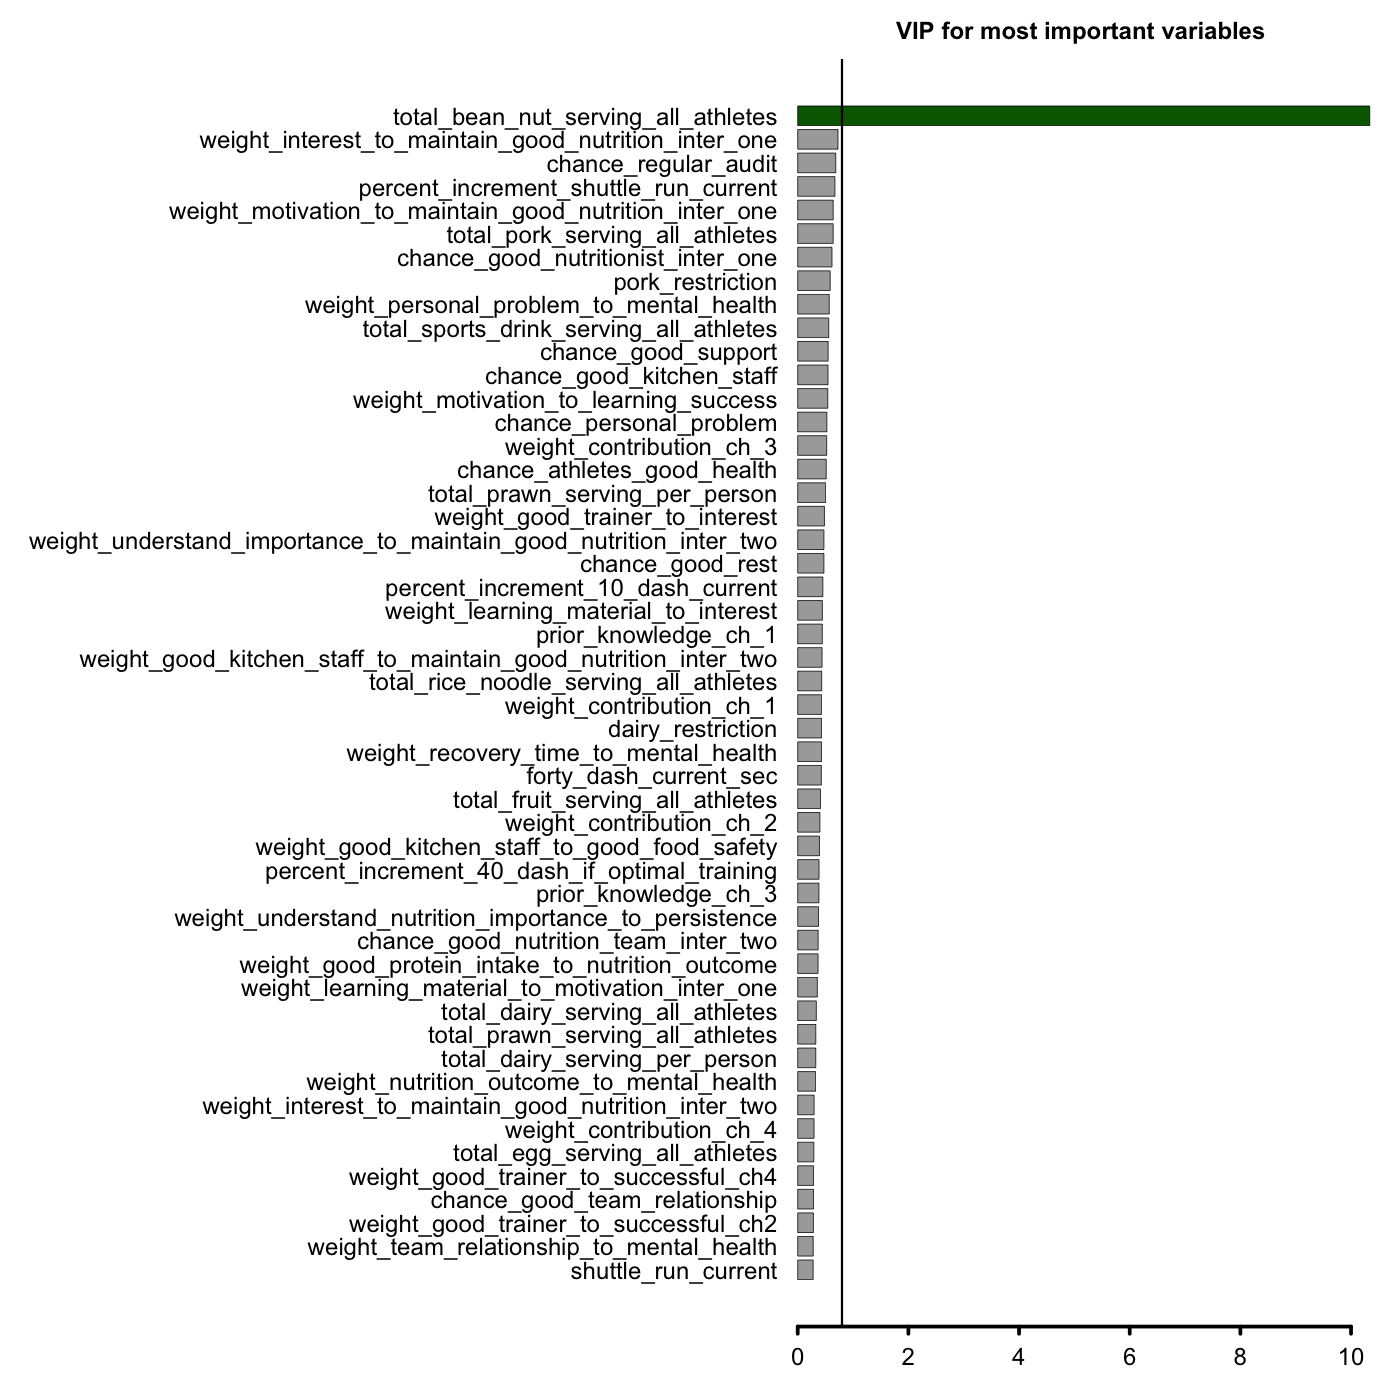 VIP for most important variables
total_bean_nut_serving_all_athletes
weight_interest_to_maintain_good_nutrition_inter_one
chance_regular_audit
percent_increment_shuttle_run_current
weight_motivation_to_maintain_good_nutrition_inter_one
total_pork_serving_all_athletes
chance_good_nutritionist_inter_one
pork_restriction
weight_personal_problem_to_mental_health
total_sports_drink_serving_all_athletes
chance_good_support
chance_good_kitchen_staff
weight_motivation_to_learning_success
chance_personal_problem
weight_contribution_ch_3
chance_athletes_good_health
total_prawn_serving_per_person
weight_good_trainer_to_interest
weight_understand_importance_to_maintain_good_nutrition_inter_two
chance_good_rest
percent_increment_10_dash_current
weight_learning_material_to_interest
prior_knowledge_ch_1
weight_good_kitchen_staff_to_maintain_good_nutrition_inter_two
total_rice_noodle_serving_all_athletes
weight_contribution_ch_1
dairy_restriction
weight_recovery_time_to_mental_health
forty_dash_current_sec
total_fruit_serving_all_athletes
weight_contribution_ch_2
weight_good_kitchen_staff_to_good_food_safety
percent_increment_40_dash_if_optimal_training
prior_knowledge_ch_3
weight_understand_nutrition_importance_to_persistence
chance_good_nutrition_team_inter_two
weight_good_protein_intake_to_nutrition_outcome
weight_learning_material_to_motivation_inter_one
total_dairy_serving_all_athletes
total_prawn_serving_all_athletes
total_dairy_serving_per_person
weight_nutrition_outcome_to_mental_health
weight_interest_to_maintain_good_nutrition_inter_two
weight_contribution_ch_4
total_egg_serving_all_athletes
weight_good_trainer_to_successful_ch4
chance_good_team_relationship
weight_good_trainer_to_successful_ch2
weight_team_relationship_to_mental_health
shuttle_run_current
0 2 4 6 8 10